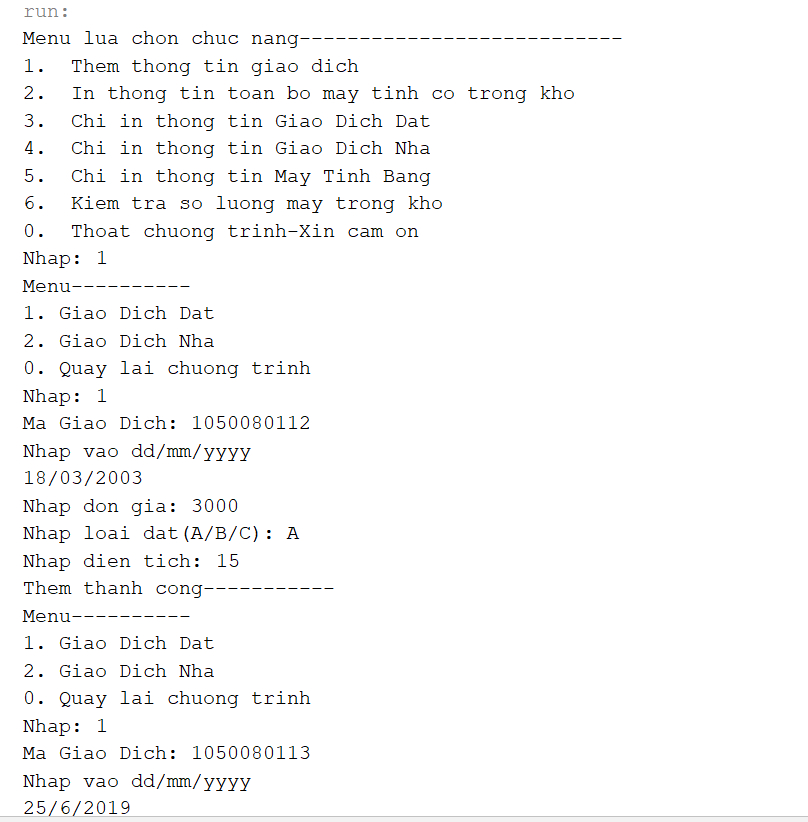 run:
Menu lua chon chuc nang---------------------------
1.  Them thong tin giao dich
2.  In thong tin toan bo may tinh co trong kho
3.  Chi in thong tin Giao Dich Dat
4.  Chi in thong tin Giao Dich Nha
5.  Chi in thong tin May Tinh Bang
6.  Kiem tra so luong may trong kho
0.  Thoat chuong trinh-Xin cam on
Nhap: 1
Menu----------
1. Giao Dich Dat
2. Giao Dich Nha
0. Quay lai chuong trinh
Nhap: 1
Ma Giao Dich: 1050080112
Nhap vao dd/mm/yyyy
18/03/2003
Nhap don gia: 3000
Nhap loai dat(A/B/C): A
Nhap dien tich: 15
Them thanh cong-----------
Menu----------
1. Giao Dich Dat
2. Giao Dich Nha
0. Quay lai chuong trinh
Nhap: 1
Ma Giao Dich: 1050080113
Nhap vao dd/mm/yyyy
25/6/2019